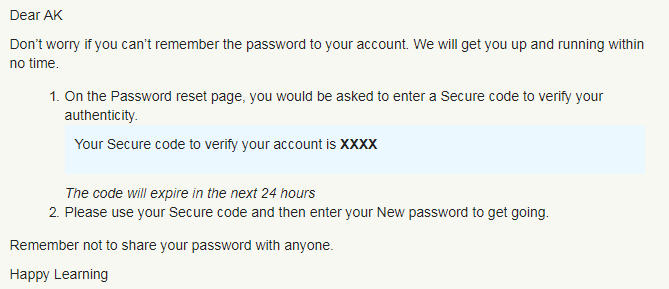 Dear AK
Don’t worry if you can’t remember the password to your account. We will get you up and running within
no time.
1. On the Password reset page, you would be asked to enter a Secure code to verify your
authenticity.
Your Secure code to verify your account is XXXX
The code will expire in the next 24 hours
2. Please use your Secure code and then enter your New password to get going.
Remember not to share your password with anyone.
Happy Learning